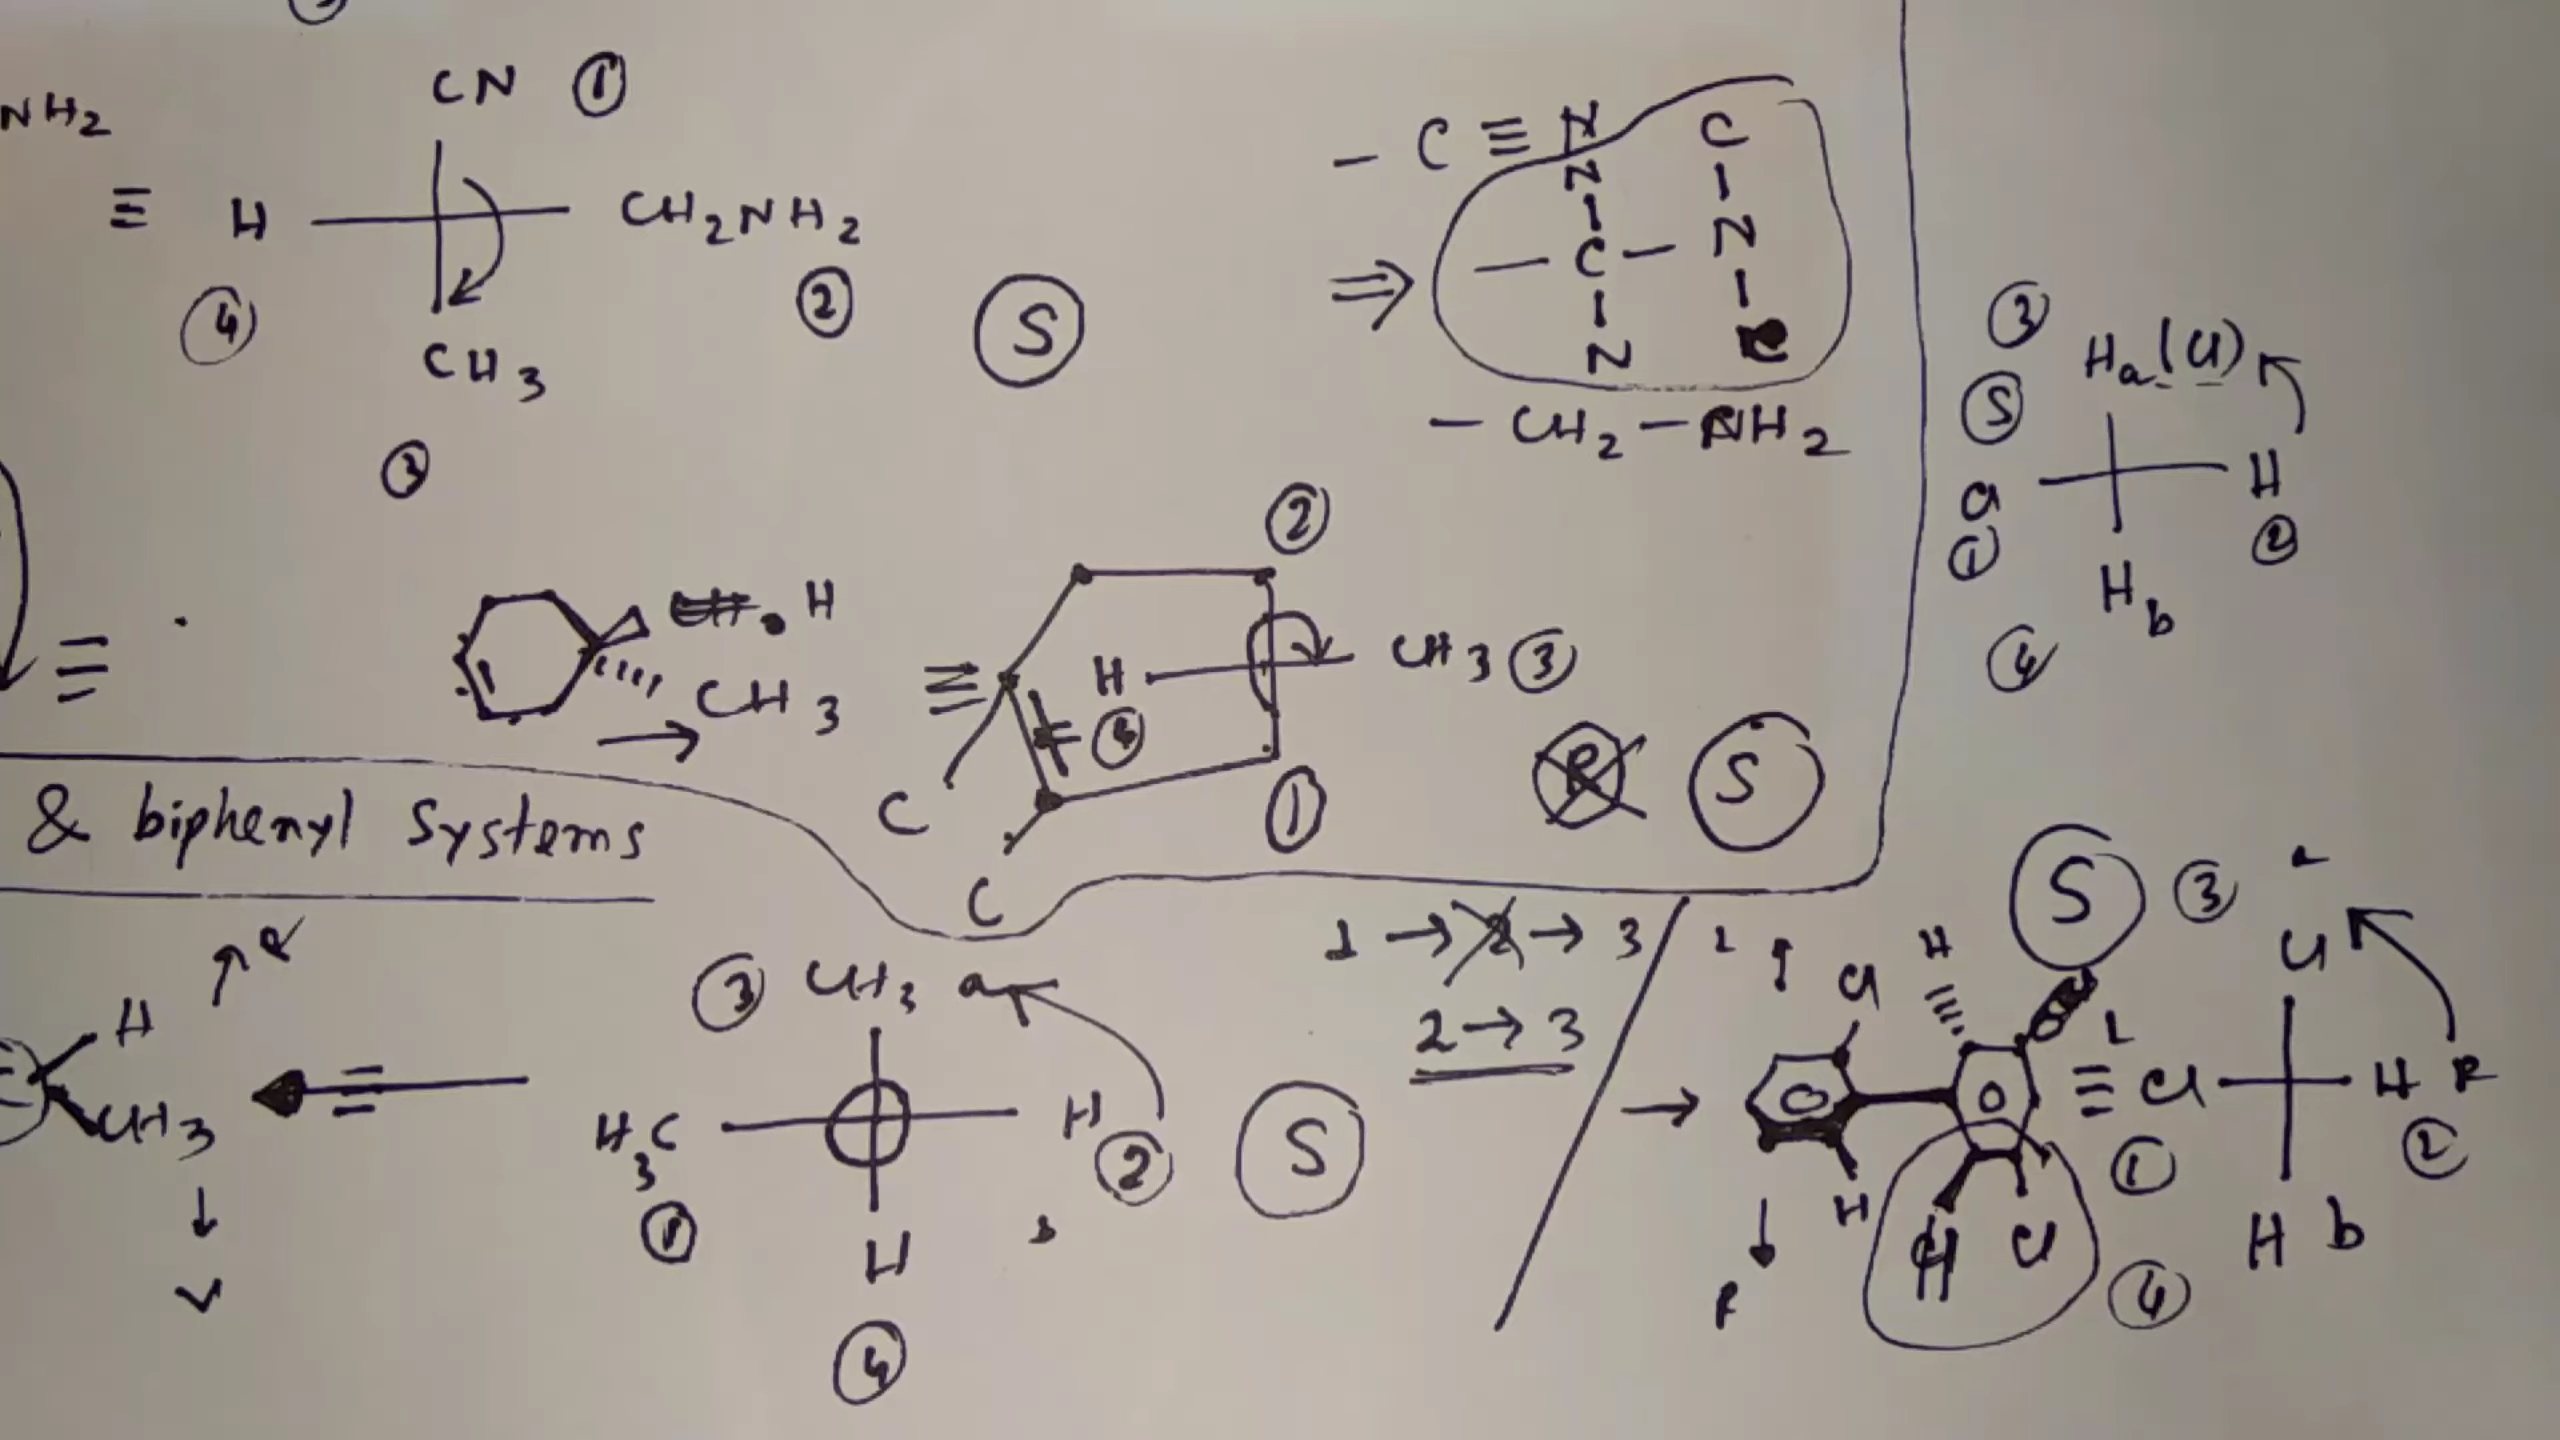 CN ①
NH2
≡ H CH2NH2
④ ②
CH3
③
S
- C ≡ N
N C
⇒ - C - N
N
- CH2 - NH2
③
Ha (Cl)
S
Cl H
① ②
Hb
④
②
H
≡ CH3
≡ H CH3 ③
④
C ①
C
S
& biphenyl systems
H
CH3
③ CH3 a
≡ H3C H
① ②
H
④
S
1 → 2 → 3
2 → 3
S ③
Cl H Cl
≡ Cl H
① ②
H H Cl H b
④